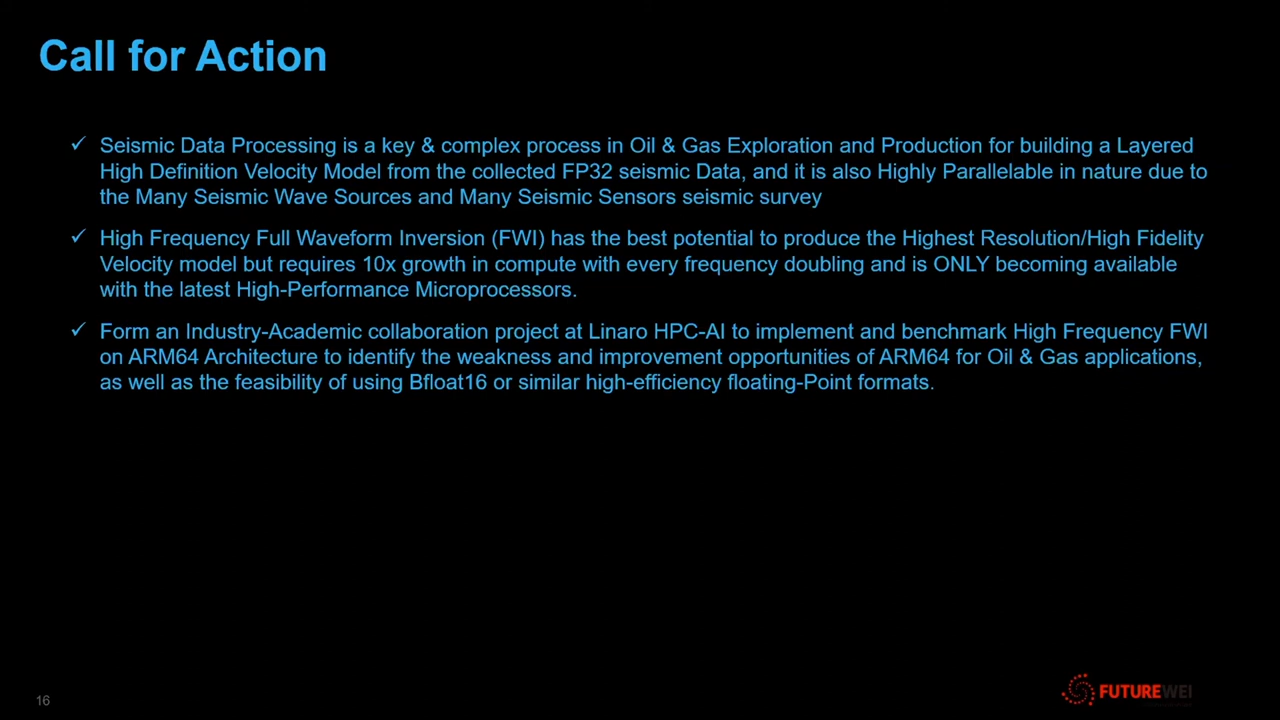 Call for Action
✓ Seismic Data Processing is a key & complex process in Oil & Gas Exploration and Production for building a Layered
High Definition Velocity Model from the collected FP32 seismic Data, and it is also Highly Parallelable in nature due to
the Many Seismic Wave Sources and Many Seismic Sensors seismic survey
✓ High Frequency Full Waveform Inversion (FWI) has the best potential to produce the Highest Resolution/High Fidelity
Velocity model but requires 10x growth in compute with every frequency doubling and is ONLY becoming available
with the latest High-Performance Microprocessors.
✓ Form an Industry-Academic collaboration project at Linaro HPC-AI to implement and benchmark High Frequency FWI
on ARM64 Architecture to identify the weakness and improvement opportunities of ARM64 for Oil & Gas applications,
as well as the feasibility of using Bfloat16 or similar high-efficiency floating-Point formats.
16
FUTUREWEI